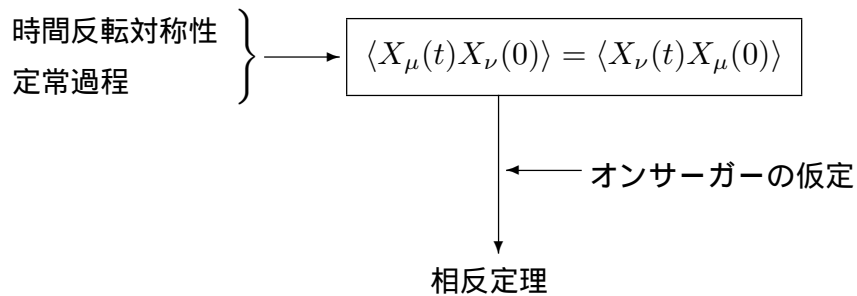 時間反転対称性
定常過程
⟨X_μ(t)X_ν(0)⟩ = ⟨X_ν(t)X_μ(0)⟩
オンサーガーの仮定
相反定理